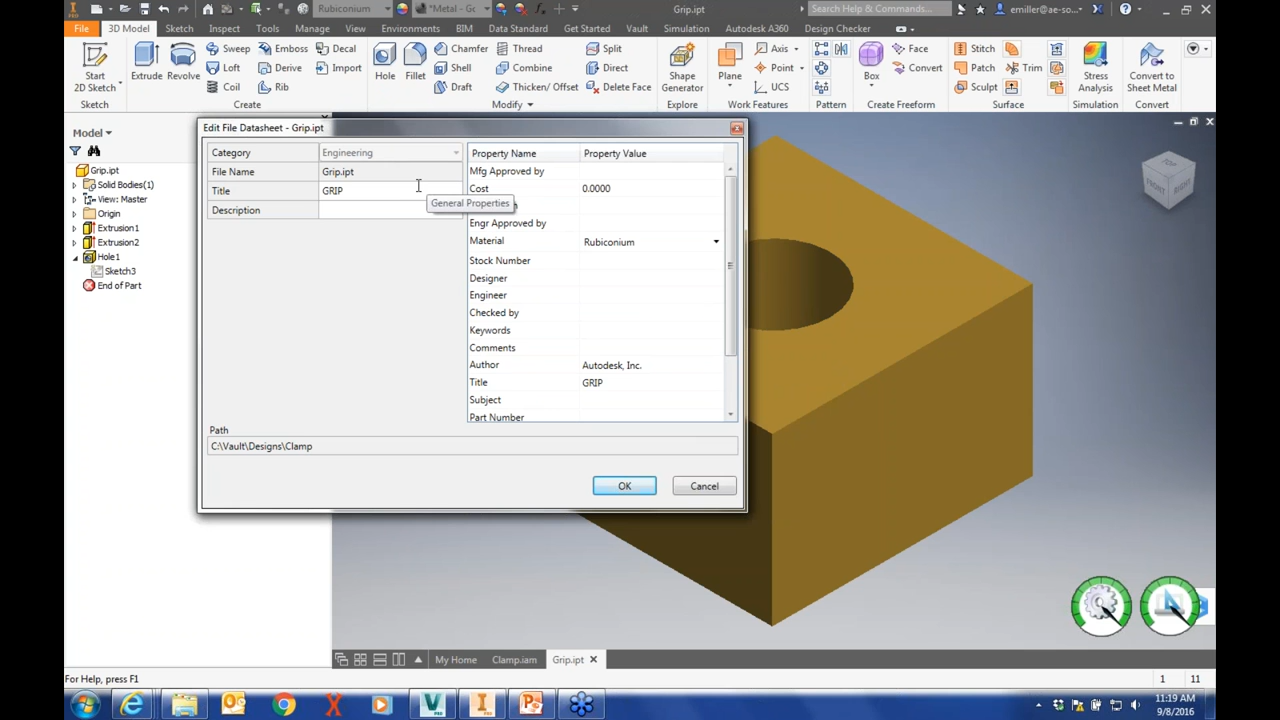 Rubiconium
*Metal - Gc
Grip.ipt
Search Help & Commands...
emiller@ae-so...
File
3D Model
Sketch
Inspect
Tools
Manage
View
Environments
BIM
Data Standard
Get Started
Vault
Simulation
Autodesk A360
Autodesk Productivity
Design Checker
Start
2D Sketch
Sketch
Extrude
Revolve
Sweep
Loft
Coil
Emboss
Derive
Rib
Decal
Import
Create
Hole
Fillet
Chamfer
Shell
Draft
Thread
Combine
Thicken/ Offset
Split
Direct
Delete Face
Modify
Shape
Generator
Explore
Plane
Axis
Point
UCS
Work Features
Pattern
Box
Face
Convert
Create Freeform
Stitch
Patch
Sculpt
Trim
Surface
Stress
Analysis
Simulation
Convert to
Sheet Metal
Convert
Model
Grip.ipt
Solid Bodies(1)
View: Master
Origin
Extrusion1
Extrusion2
Hole1
Sketch3
End of Part
Edit File Datasheet - Grip.ipt
Category Engineering
File Name Grip.ipt
Title GRIP
Description
General Properties
Property Name Property Value
Mfg Approved by
Cost 0.0000
Engr Approved by
Material Rubiconium
Stock Number
Designer
Engineer
Checked by
Keywords
Comments
Author Autodesk, Inc.
Title GRIP
Subject
Part Number
Path
C:\Vault\Designs\Clamp
OK
Cancel
FRONT
RIGHT
My Home
Clamp.iam
Grip.ipt
For Help, press F1
1
11
11:19 AM
9/8/2016